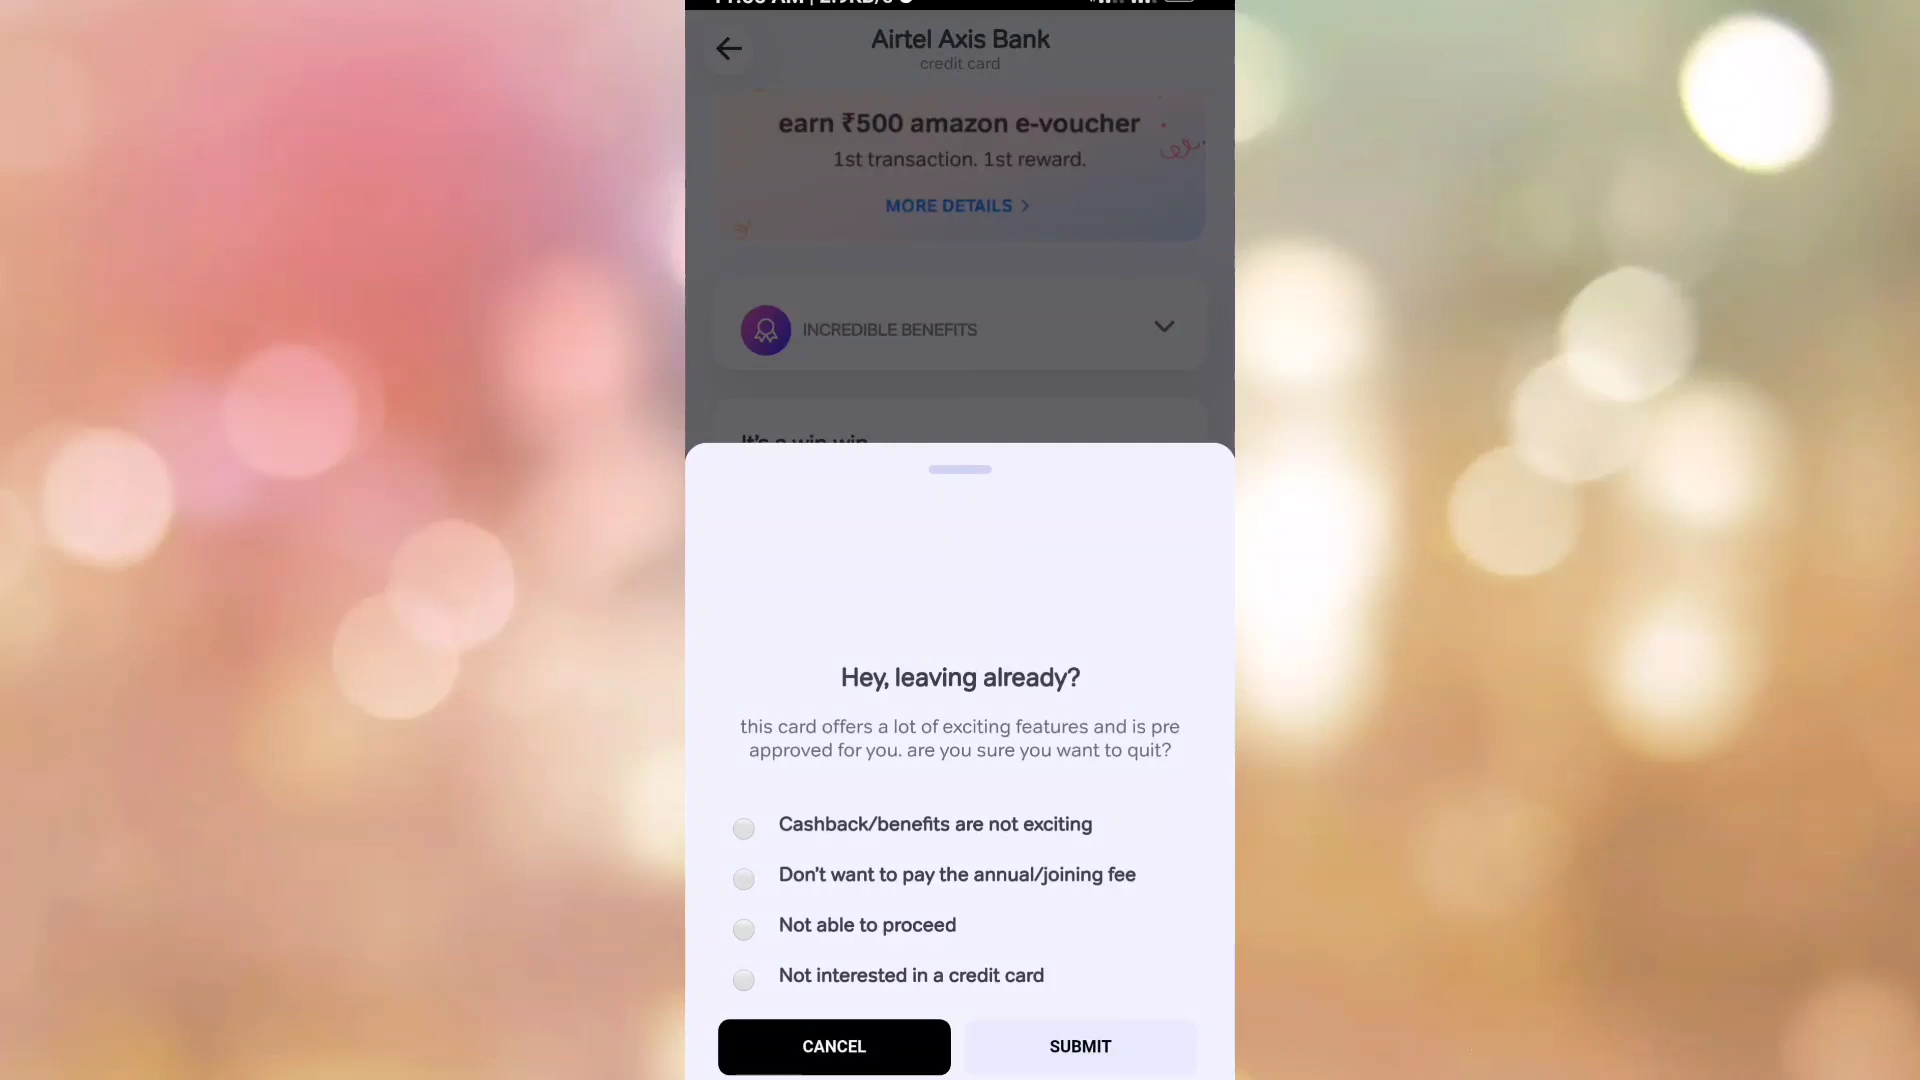 Airtel Axis Bank
credit card
earn ₹500 amazon e-voucher
1st transaction. 1st reward.
MORE DETAILS >
INCREDIBLE BENEFITS
It's a win win
Hey, leaving already?
this card offers a lot of exciting features and is pre
approved for you. are you sure you want to quit?
Cashback/benefits are not exciting
Don't want to pay the annual/joining fee
Not able to proceed
Not interested in a credit card
CANCEL
SUBMIT